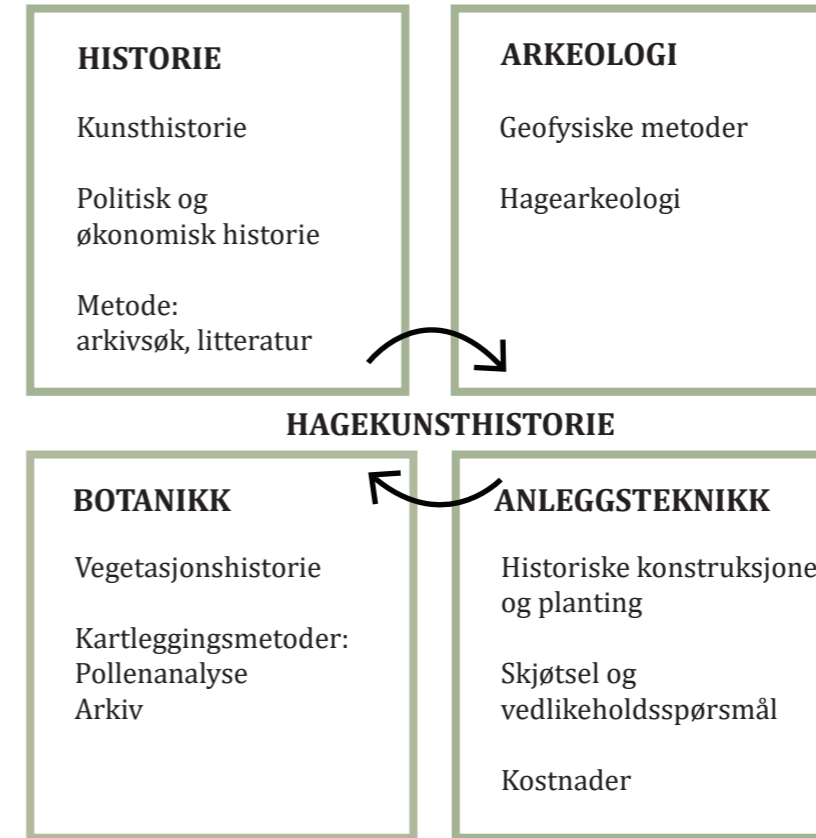 HISTORIE
Kunsthistorie
Politisk og
økonomisk historie
Metode:
arkivsøk, litteratur
ARKEOLOGI
Geofysiske metoder
Hagearkeologi
HAGEKUNSTHISTORIE
BOTANIKK
Vegetasjonshistorie
Kartleggingsmetoder:
Pollenanalyse
Arkiv
ANLEGGSTEKNIKK
Historiske konstruksjone
og planting
Skjøtsel og
vedlikeholdsspørsmål
Kostnader